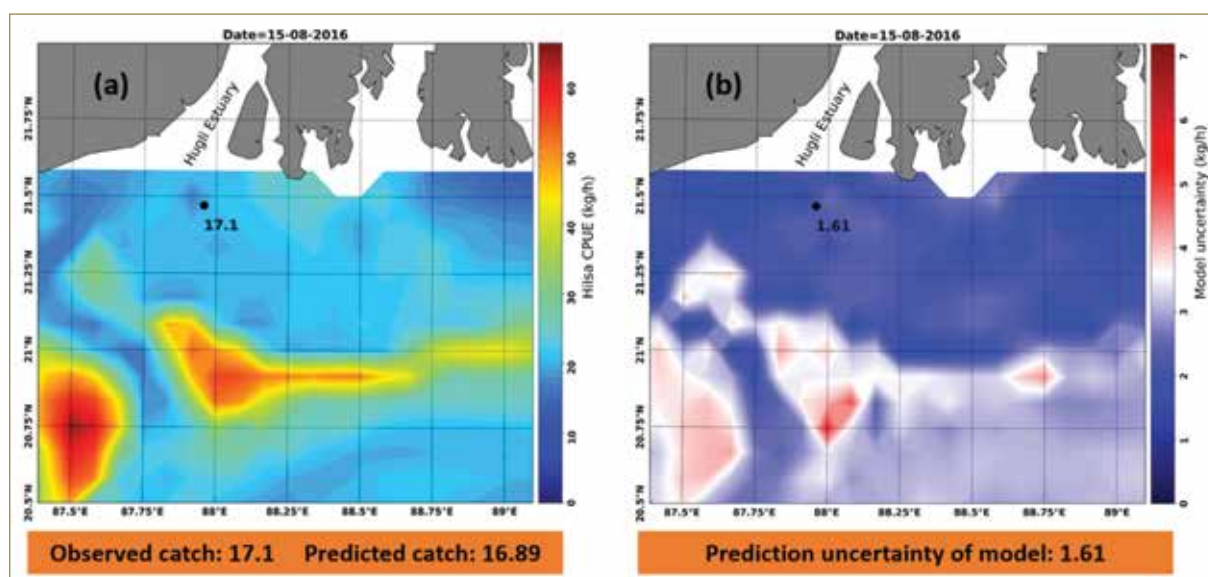 Date=15-08-2016
(a)
Hugli Estuary
17.1
21.75°N
21.5°N
21.25°N
21°N
20.75°N
20.5°N
87.5°E 87.75°E 88°E 88.25°E 88.5°E 88.75°E 89°E
60
50
40
30
20
10
0
Hilsa CPUE (kg/h)
Observed catch: 17.1 Predicted catch: 16.89
Date=15-08-2016
(b)
Hugli Estuary
1.61
21.75°N
21.5°N
21.25°N
21°N
20.75°N
20.5°N
87.5°E 87.75°E 88°E 88.25°E 88.5°E 88.75°E 89°E
7
6
5
4
3
2
1
0
Model uncertainty (kg/h)
Prediction uncertainty of model: 1.61